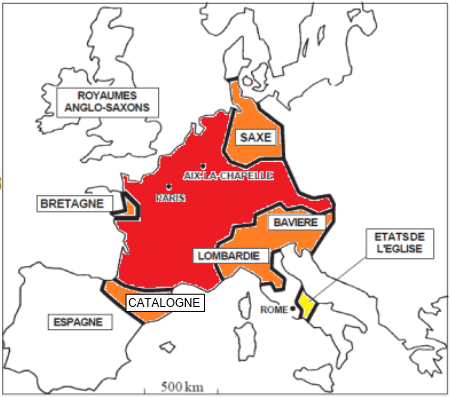 ROYAUMES
ANGLO-SAXONS
SAXE
AIX-LA-CHAPELLE
PARIS
BRETAGNE
BAVIERE
ETATS DE
L'EGLISE
LOMBARDIE
CATALOGNE
ROME
ESPAGNE
500 km